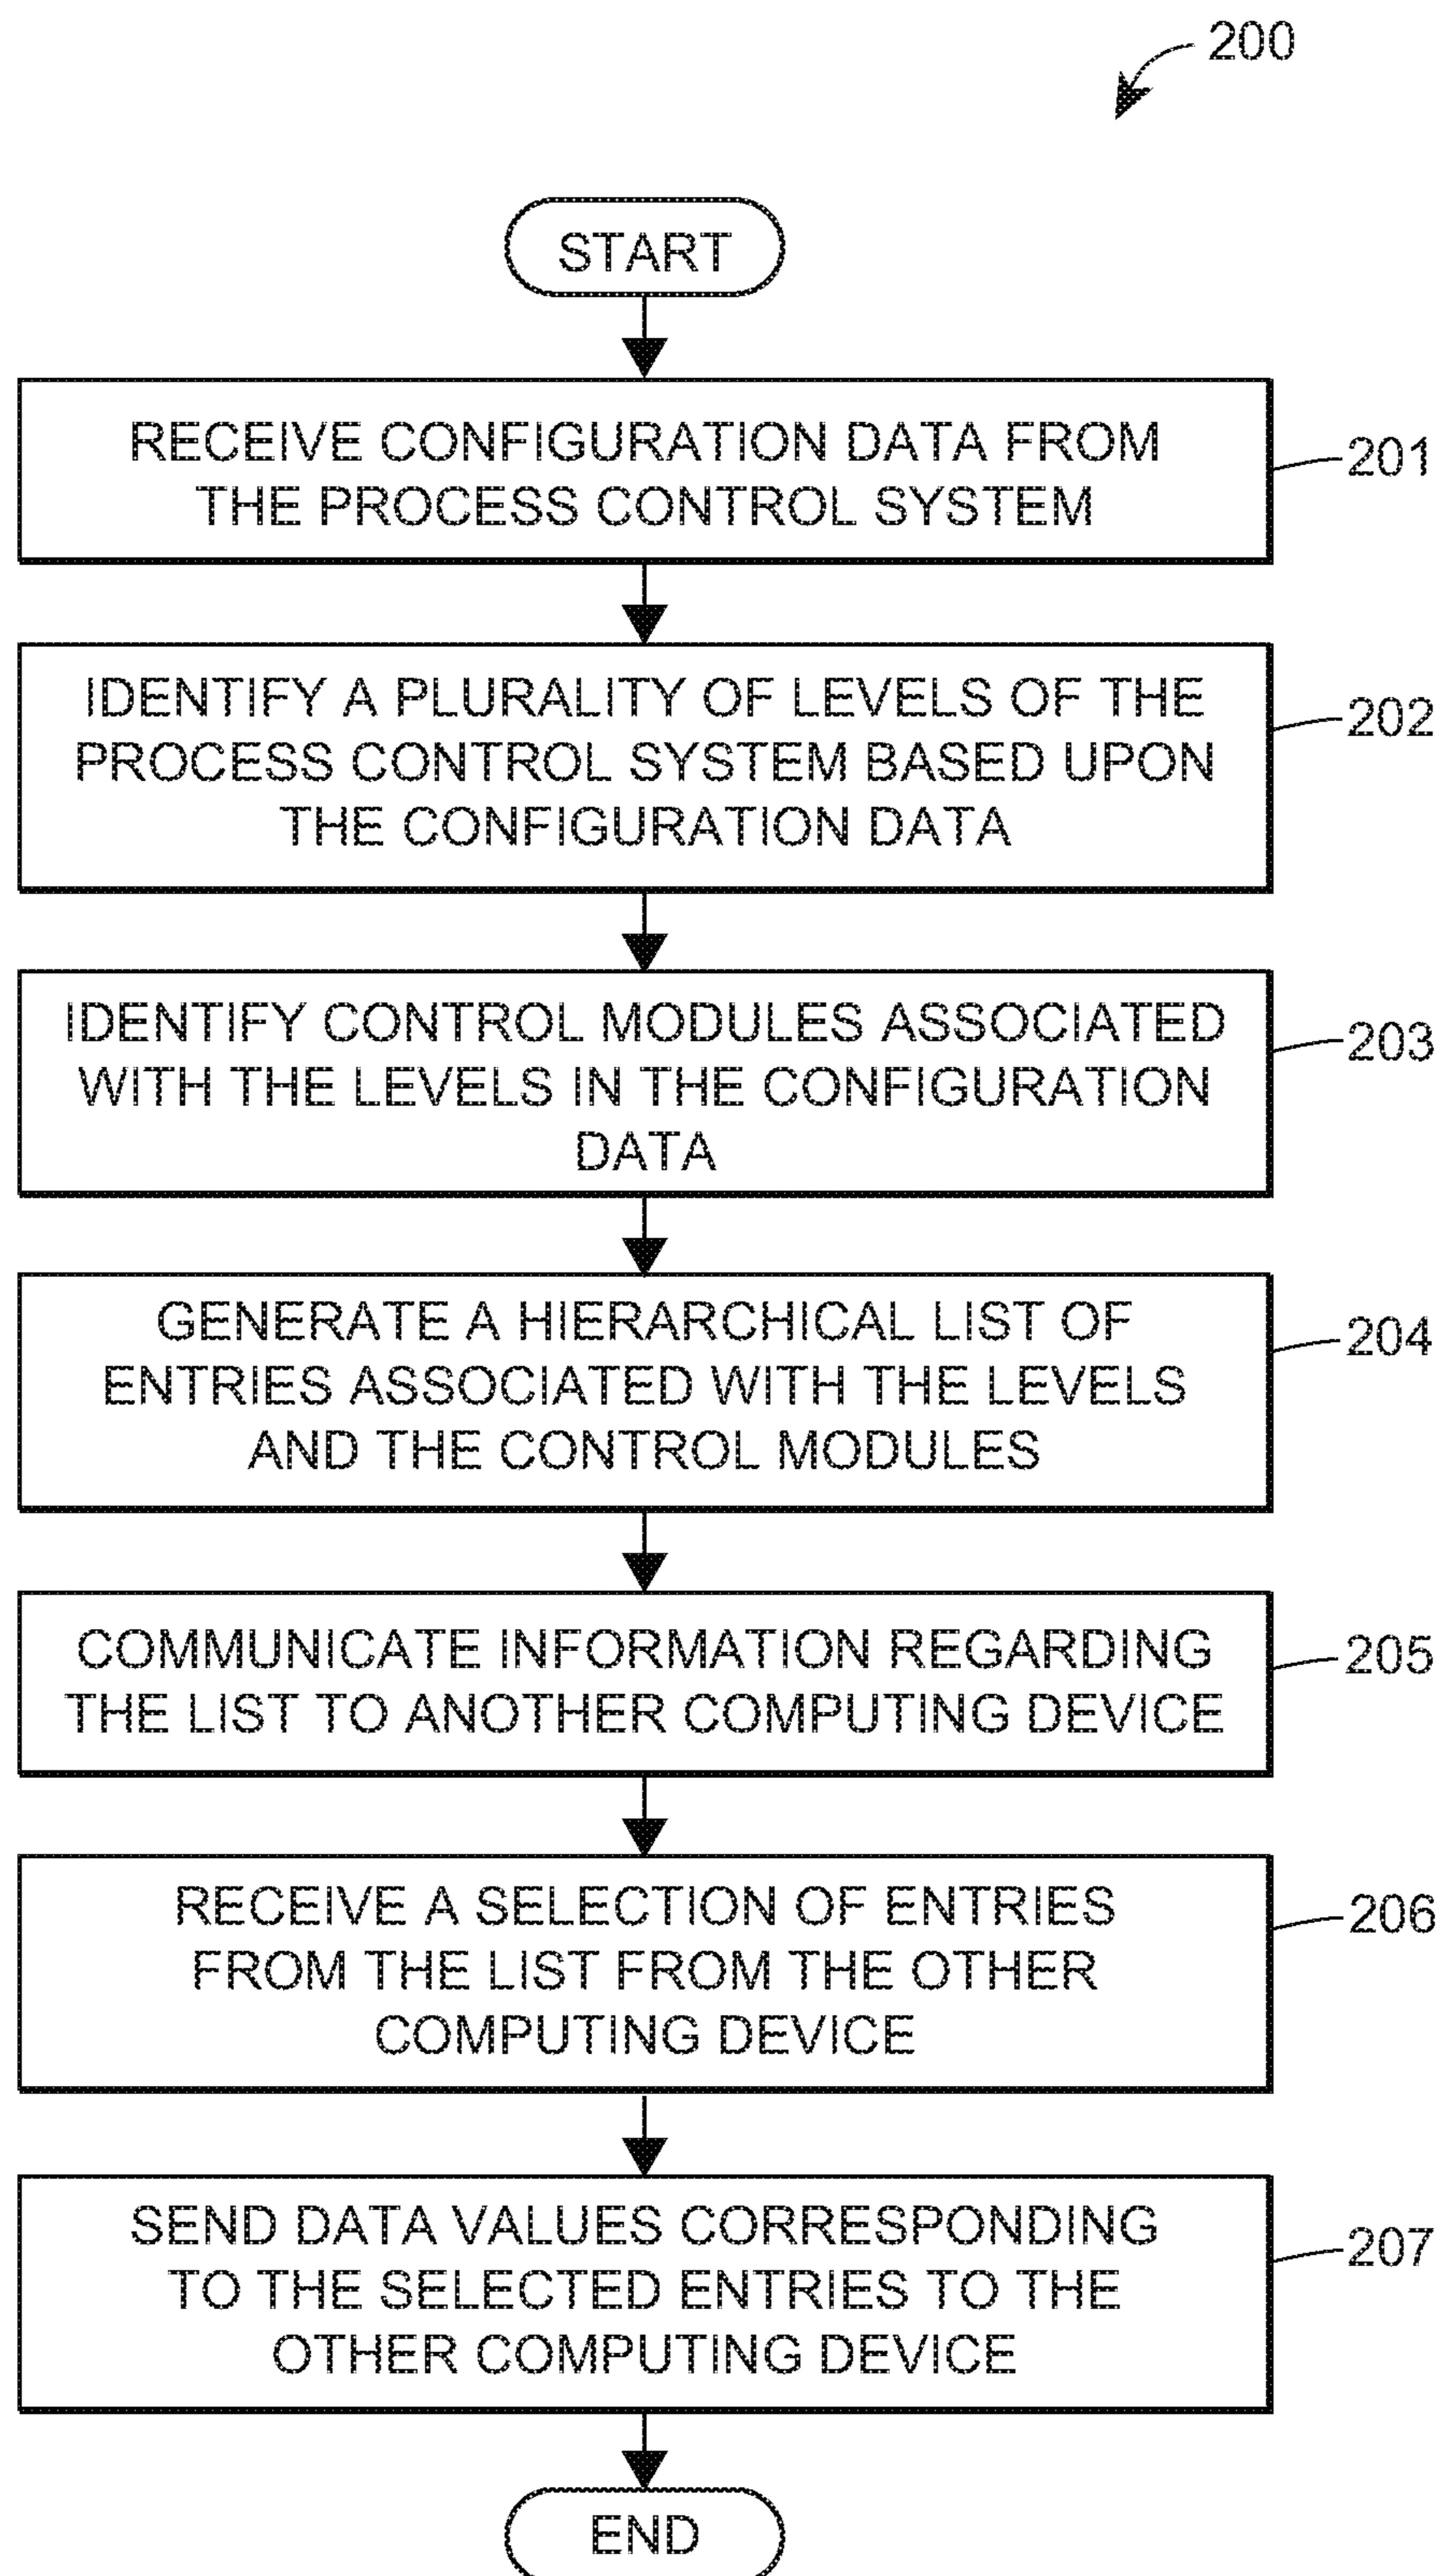 200
START
RECEIVE CONFIGURATION DATA FROM
THE PROCESS CONTROL SYSTEM
201
IDENTIFY A PLURALITY OF LEVELS OF THE
PROCESS CONTROL SYSTEM BASED UPON
THE CONFIGURATION DATA
202
IDENTIFY CONTROL MODULES ASSOCIATED
WITH THE LEVELS IN THE CONFIGURATION
DATA
203
GENERATE A HIERARCHICAL LIST OF
ENTRIES ASSOCIATED WITH THE LEVELS
AND THE CONTROL MODULES
204
COMMUNICATE INFORMATION REGARDING
THE LIST TO ANOTHER COMPUTING DEVICE
205
RECEIVE A SELECTION OF ENTRIES
FROM THE LIST FROM THE OTHER
COMPUTING DEVICE
206
SEND DATA VALUES CORRESPONDING
TO THE SELECTED ENTRIES TO THE
OTHER COMPUTING DEVICE
207
END